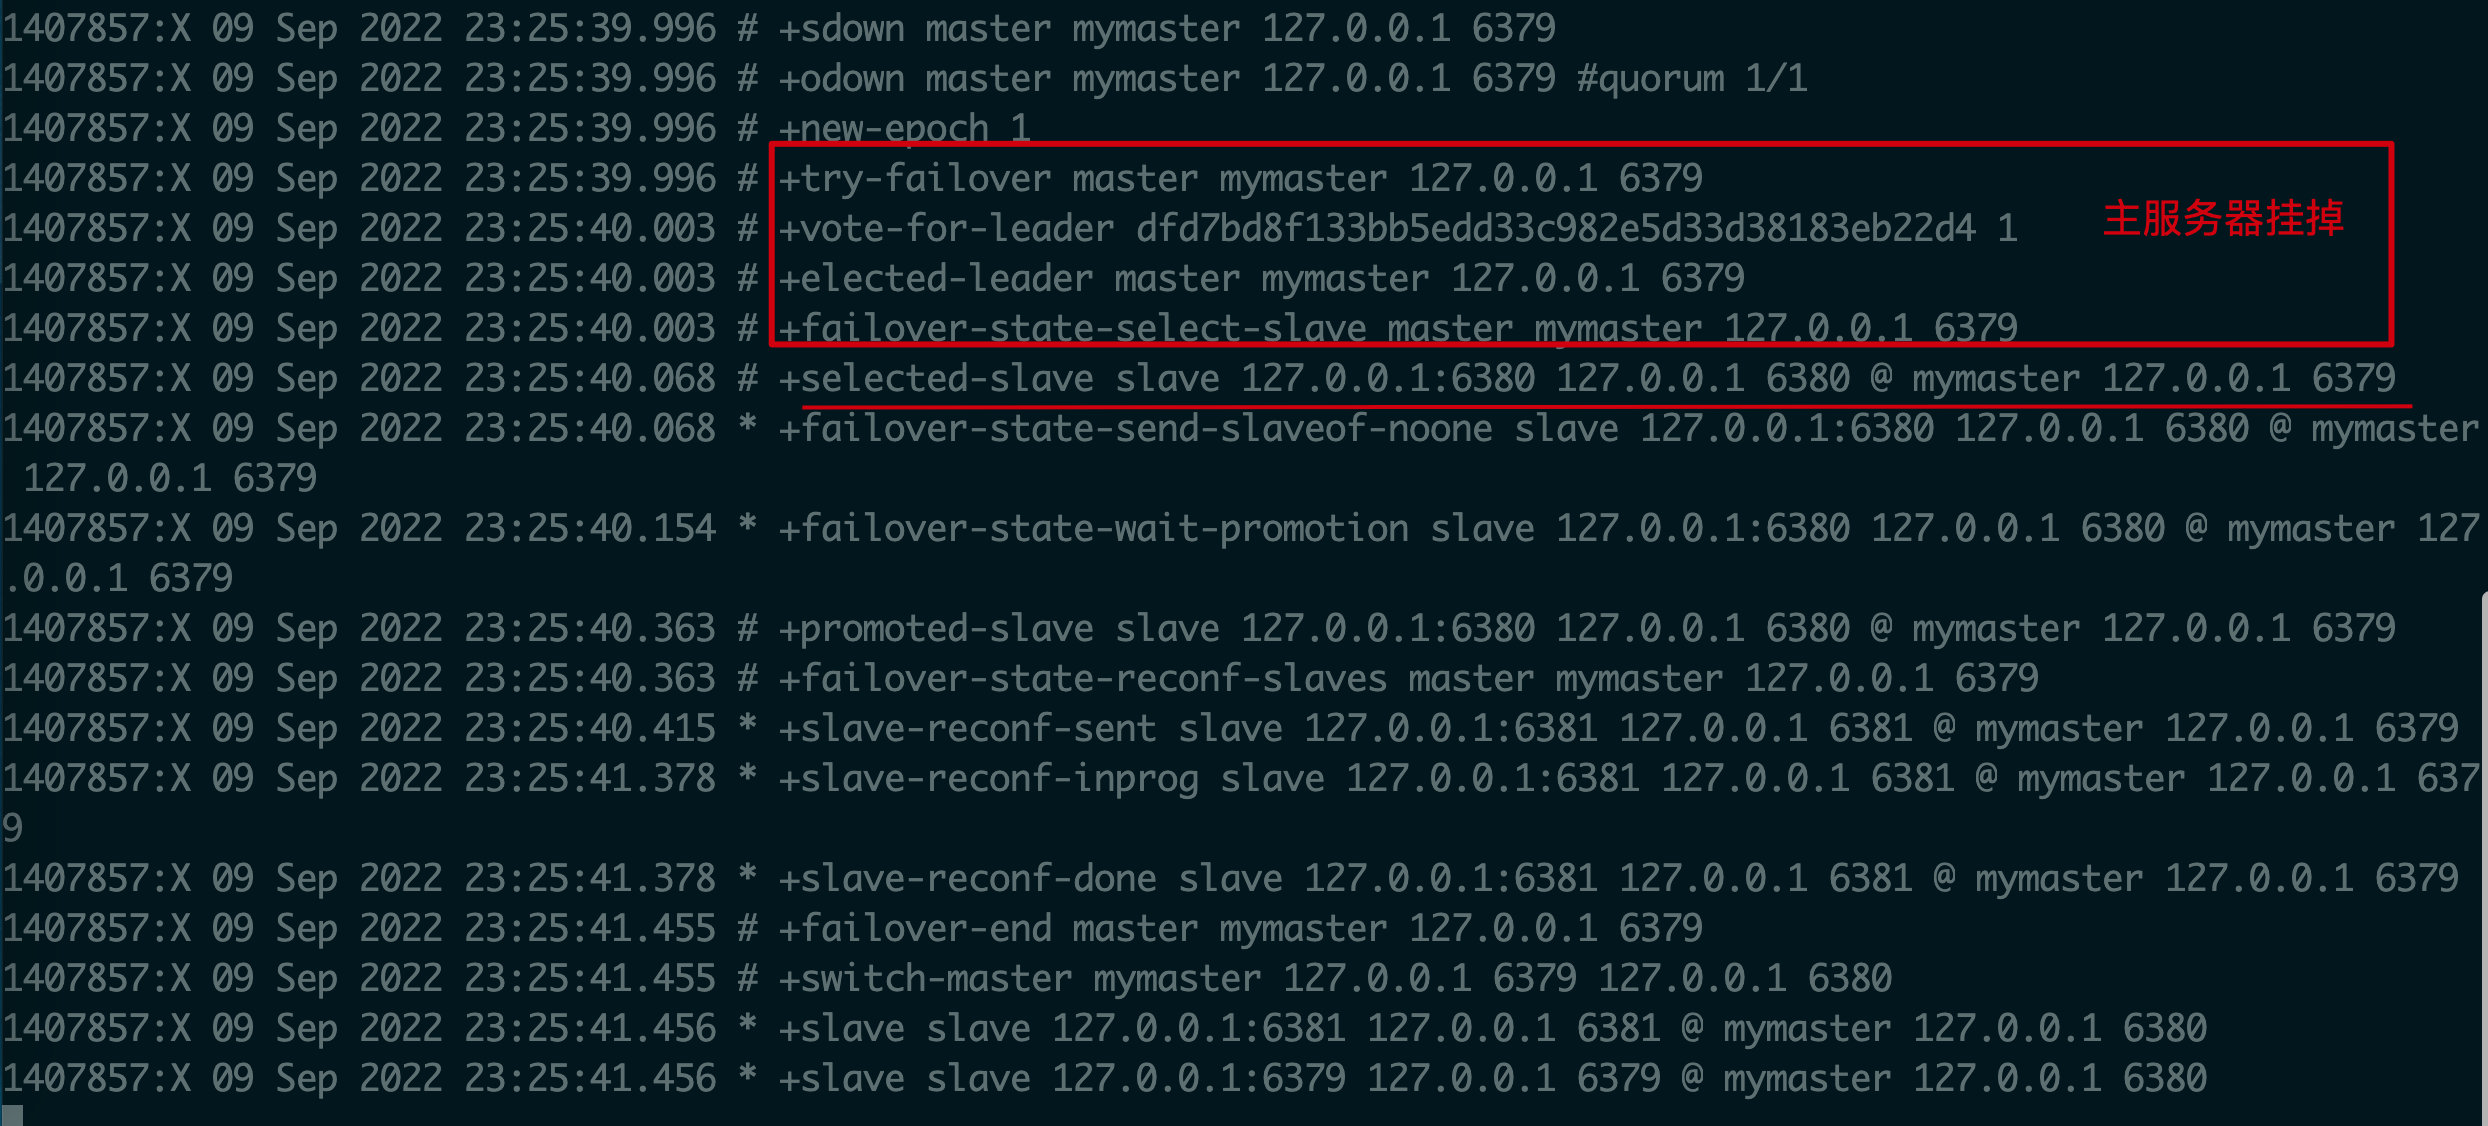 1407857:X 09 Sep 2022 23:25:39.996 # +sdown master mymaster 127.0.0.1 6379
1407857:X 09 Sep 2022 23:25:39.996 # +odown master mymaster 127.0.0.1 6379 #quorum 1/1
1407857:X 09 Sep 2022 23:25:39.996 # +new-epoch 1
1407857:X 09 Sep 2022 23:25:39.996 # +try-failover master mymaster 127.0.0.1 6379
主服务器挂掉
1407857:X 09 Sep 2022 23:25:40.003 # +vote-for-leader dfd7bd8f133bb5edd33c982e5d33d38183eb22d4 1
1407857:X 09 Sep 2022 23:25:40.003 # +elected-leader master mymaster 127.0.0.1 6379
1407857:X 09 Sep 2022 23:25:40.003 # +failover-state-select-slave master mymaster 127.0.0.1 6379
1407857:X 09 Sep 2022 23:25:40.068 # +selected-slave slave 127.0.0.1:6380 127.0.0.1 6380 @ mymaster 127.0.0.1 6379
1407857:X 09 Sep 2022 23:25:40.068 * +failover-state-send-slaveof-noone slave 127.0.0.1:6380 127.0.0.1 6380 @ mymaster
127.0.0.1 6379
1407857:X 09 Sep 2022 23:25:40.154 * +failover-state-wait-promotion slave 127.0.0.1:6380 127.0.0.1 6380 @ mymaster 127
.0.0.1 6379
1407857:X 09 Sep 2022 23:25:40.363 # +promoted-slave slave 127.0.0.1:6380 127.0.0.1 6380 @ mymaster 127.0.0.1 6379
1407857:X 09 Sep 2022 23:25:40.363 # +failover-state-reconf-slaves master mymaster 127.0.0.1 6379
1407857:X 09 Sep 2022 23:25:40.415 * +slave-reconf-sent slave 127.0.0.1:6381 127.0.0.1 6381 @ mymaster 127.0.0.1 6379
1407857:X 09 Sep 2022 23:25:41.378 * +slave-reconf-inprog slave 127.0.0.1:6381 127.0.0.1 6381 @ mymaster 127.0.0.1 637
9
1407857:X 09 Sep 2022 23:25:41.378 * +slave-reconf-done slave 127.0.0.1:6381 127.0.0.1 6381 @ mymaster 127.0.0.1 6379
1407857:X 09 Sep 2022 23:25:41.455 # +failover-end master mymaster 127.0.0.1 6379
1407857:X 09 Sep 2022 23:25:41.455 # +switch-master mymaster 127.0.0.1 6379 127.0.0.1 6380
1407857:X 09 Sep 2022 23:25:41.456 * +slave slave 127.0.0.1:6381 127.0.0.1 6381 @ mymaster 127.0.0.1 6380
1407857:X 09 Sep 2022 23:25:41.456 * +slave slave 127.0.0.1:6379 127.0.0.1 6379 @ mymaster 127.0.0.1 6380